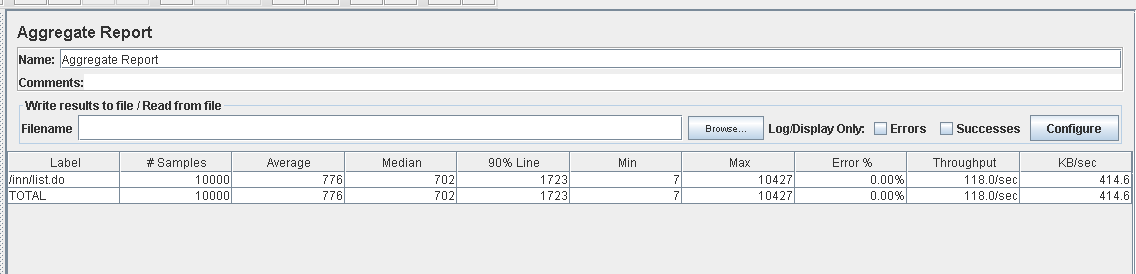 Aggregate Report
Name: Aggregate Report
Comments:
Write results to file / Read from file
Filename Browse... Log/Display Only: Errors Successes Configure
Label # Samples Average Median 90% Line Min Max Error % Throughput KB/sec
/inn/list.do 10000 776 702 1723 7 10427 0.00% 118.0/sec 414.6
TOTAL 10000 776 702 1723 7 10427 0.00% 118.0/sec 414.6